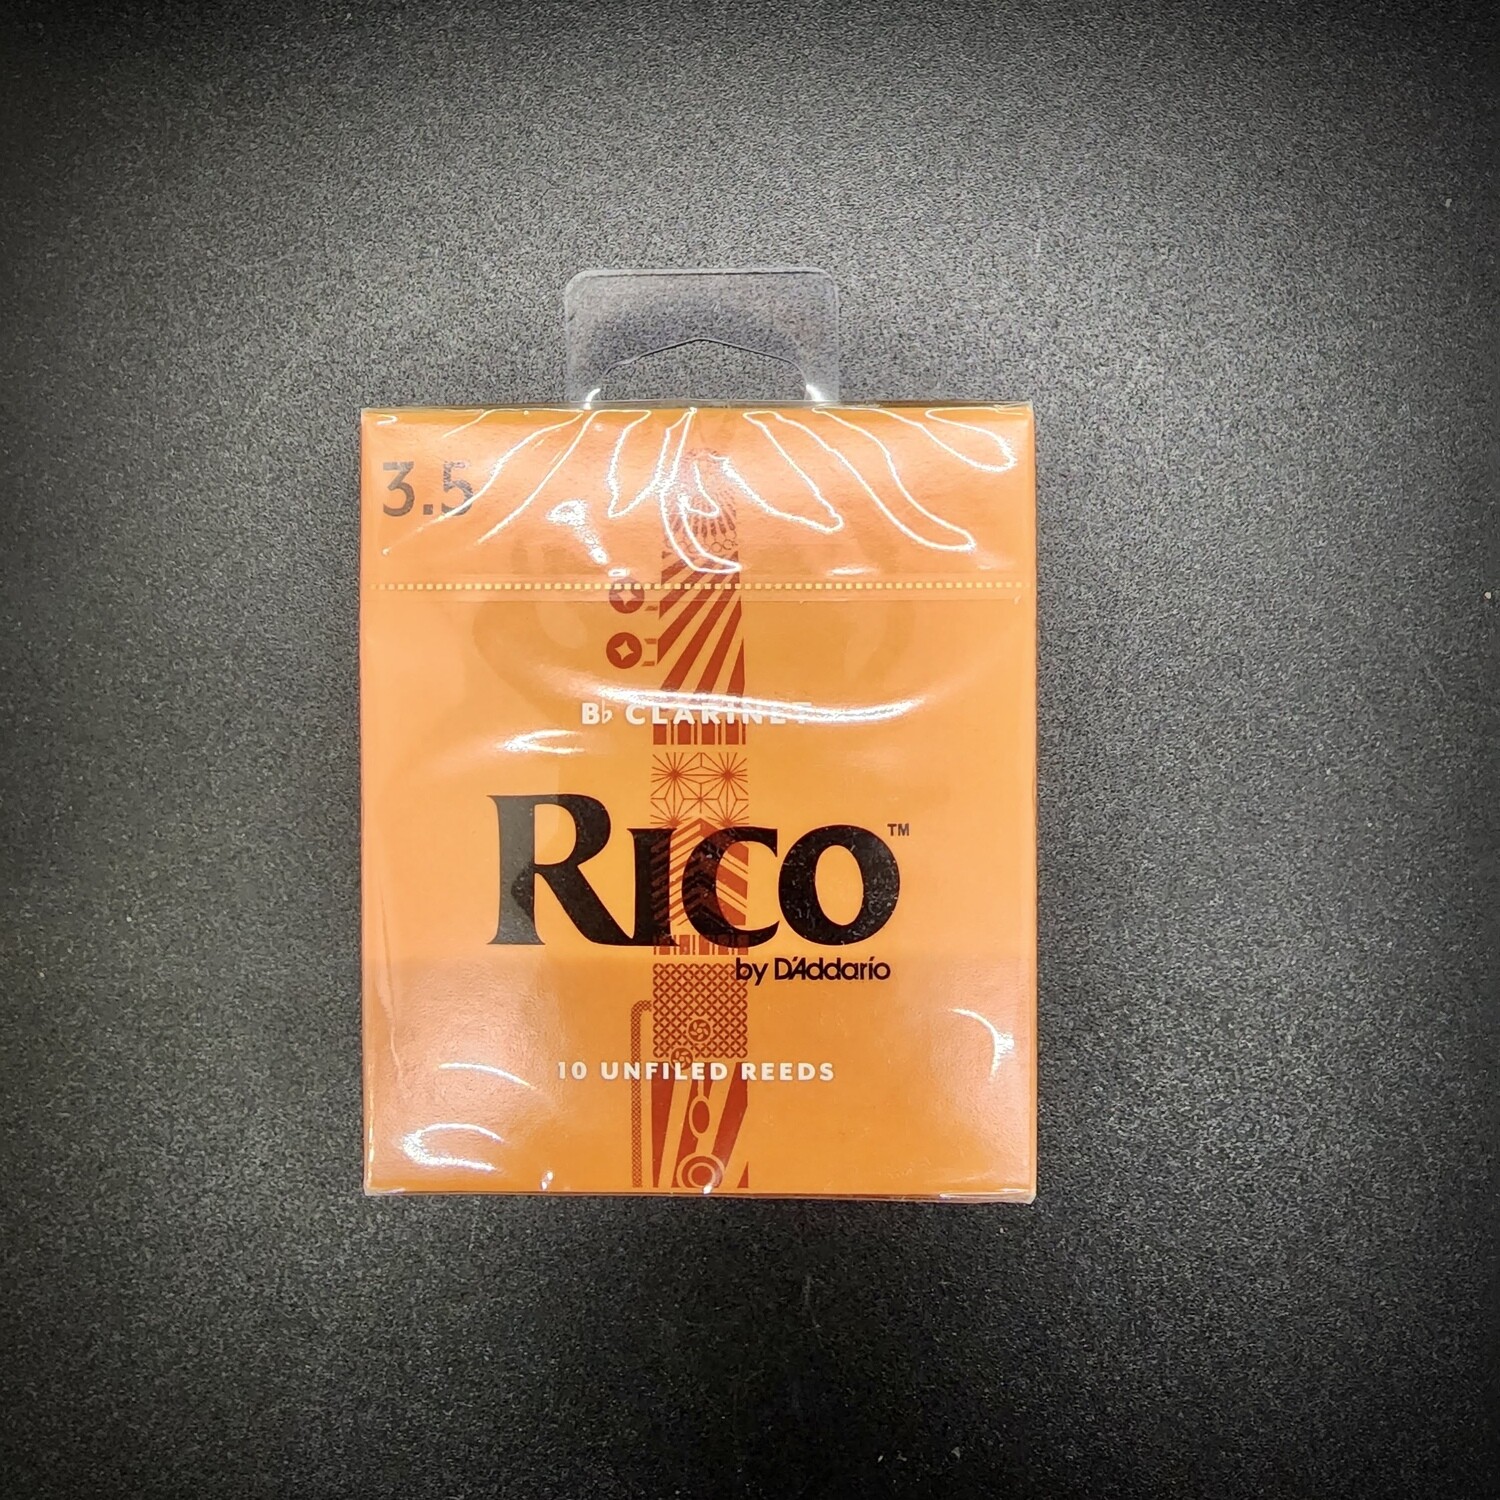 3.5
B♭ CLARINET
RICO™
by D'Addario
10 UNFILED REEDS